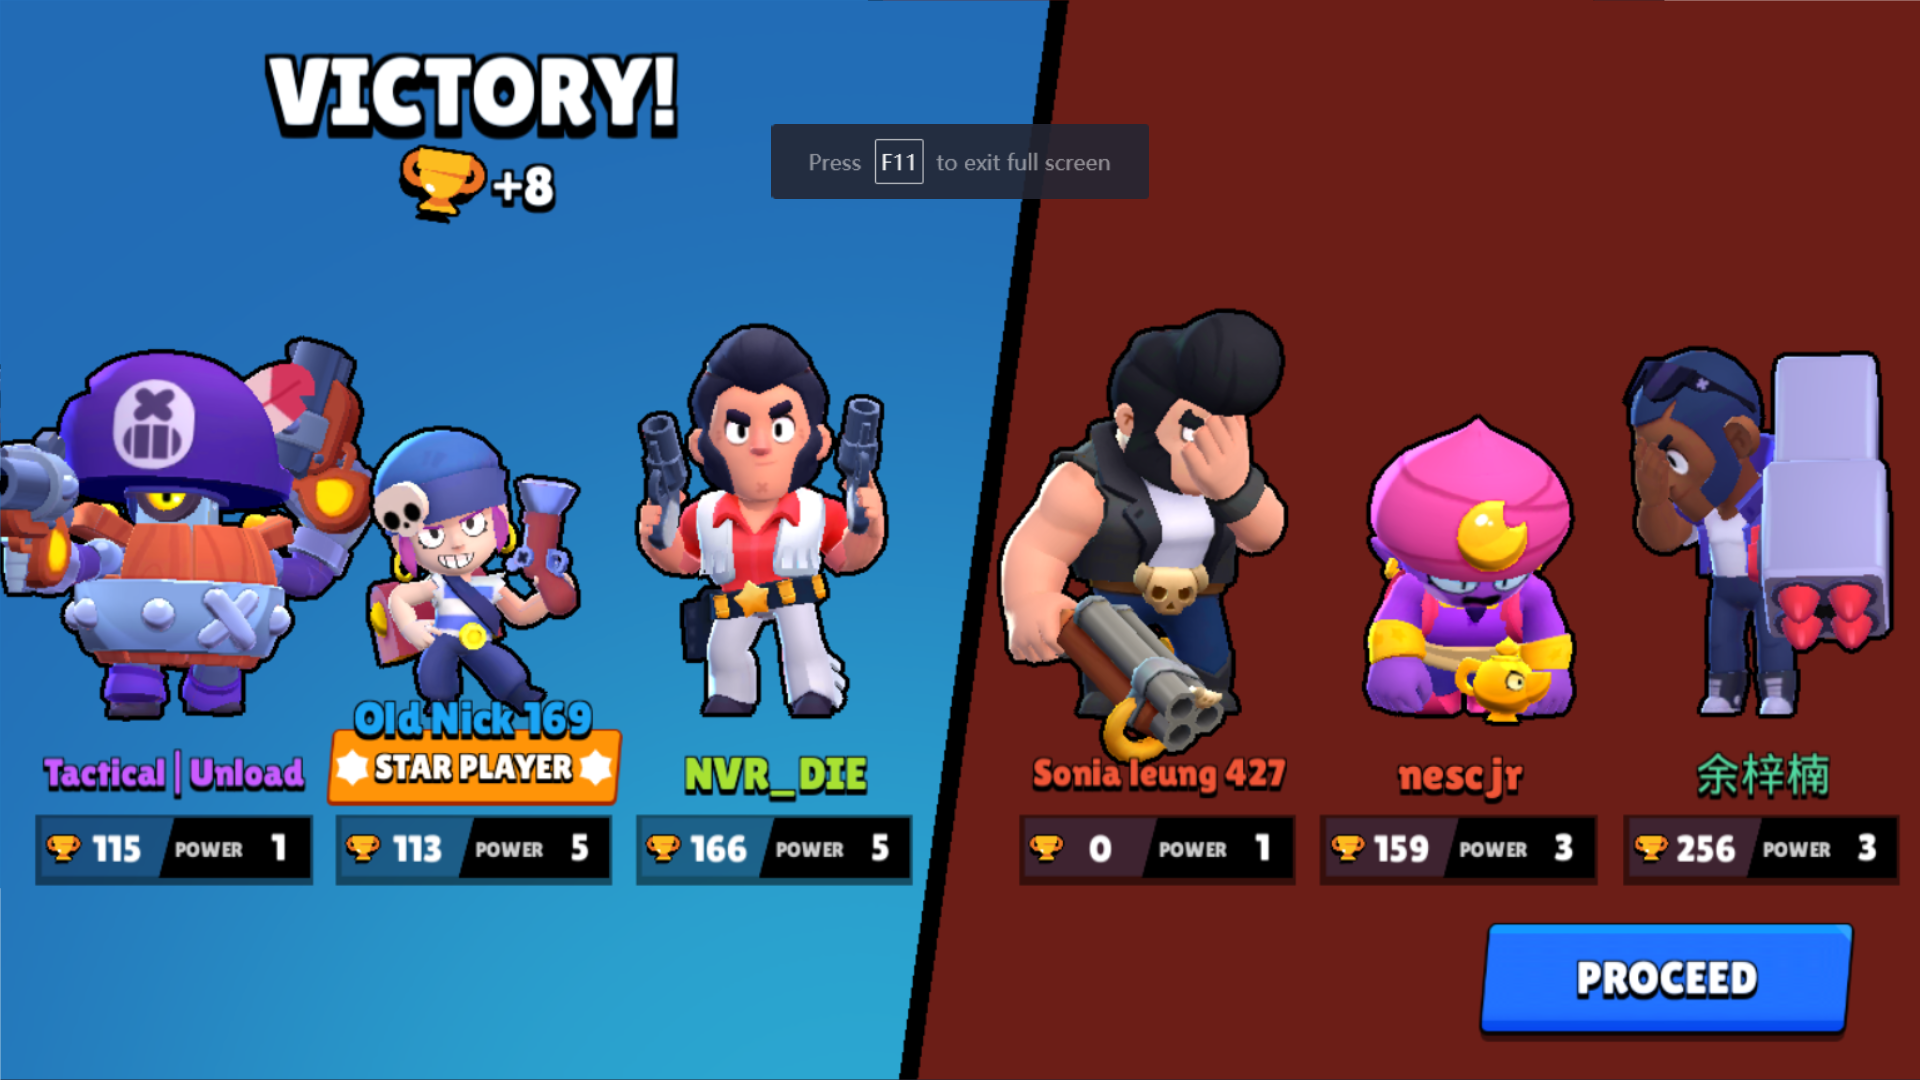 VICTORY!
+8
Press F11 to exit full screen
Tactical|Unload
Old Nick 169
STAR PLAYER
NVR_DIE
Sonia leung 427
nesc jr
余梓楠
115 POWER 1
113 POWER 5
166 POWER 5
0 POWER 1
159 POWER 3
256 POWER 3
PROCEED